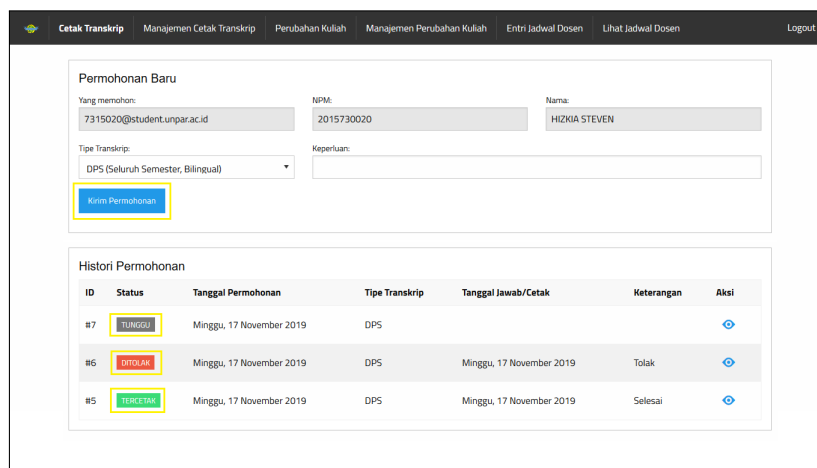 Cetak Transkrip Manajemen Cetak Transkrip Perubahan Kuliah Manajemen Perubahan Kuliah Entri Jadwal Dosen Lihat Jadwal Dosen Logout
Permohonan Baru
Yang memohon: NPM: Nama:
7315020@student.unpar.ac.id 2015730020 HIZKIA STEVEN
Tipe Transkrip: Keperluan:
DPS (Seluruh Semester, Bilingual)
Kirim Permohonan
Histori Permohonan
ID Status Tanggal Permohonan Tipe Transkrip Tanggal Jawab/Cetak Keterangan Aksi
#7 TUNGGU Minggu, 17 November 2019 DPS
#6 DITOLAK Minggu, 17 November 2019 DPS Minggu, 17 November 2019 Tolak
#5 TERCETAK Minggu, 17 November 2019 DPS Minggu, 17 November 2019 Selesai